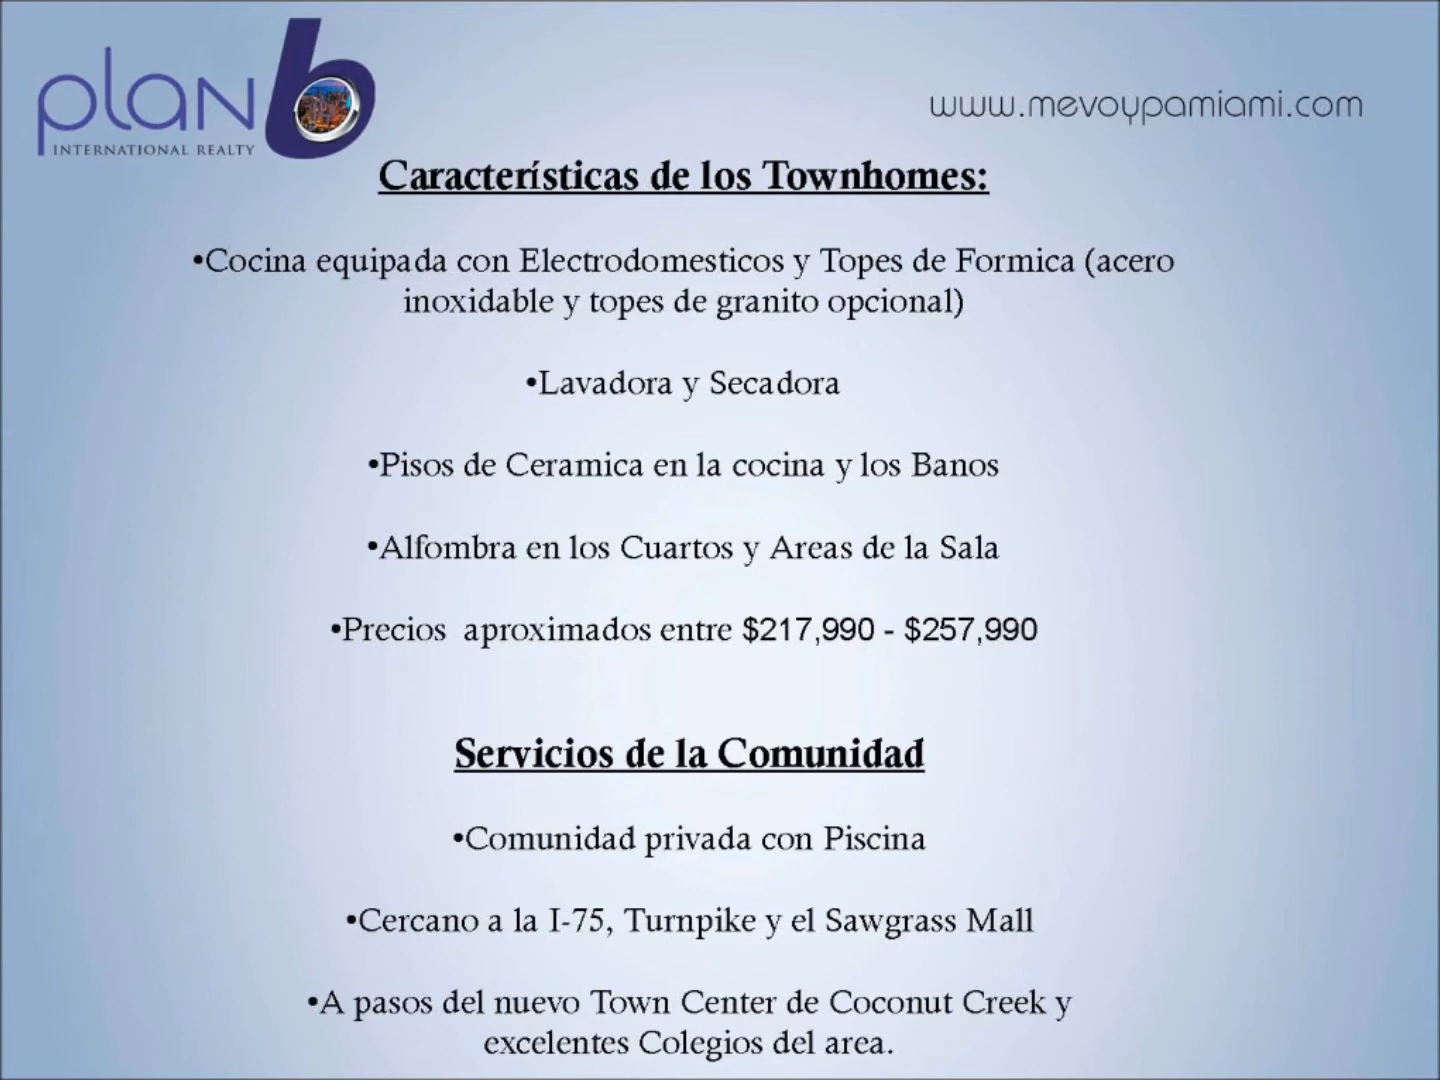 plan b
INTERNATIONAL REALTY
www.mevoypamiami.com
Características de los Townhomes:
•Cocina equipada con Electrodomesticos y Topes de Formica (acero
inoxidable y topes de granito opcional)
•Lavadora y Secadora
•Pisos de Ceramica en la cocina y los Banos
•Alfombra en los Cuartos y Areas de la Sala
•Precios aproximados entre $217,990 - $257,990
Servicios de la Comunidad
•Comunidad privada con Piscina
•Cercano a la I-75, Turnpike y el Sawgrass Mall
•A pasos del nuevo Town Center de Coconut Creek y
excelentes Colegios del area.